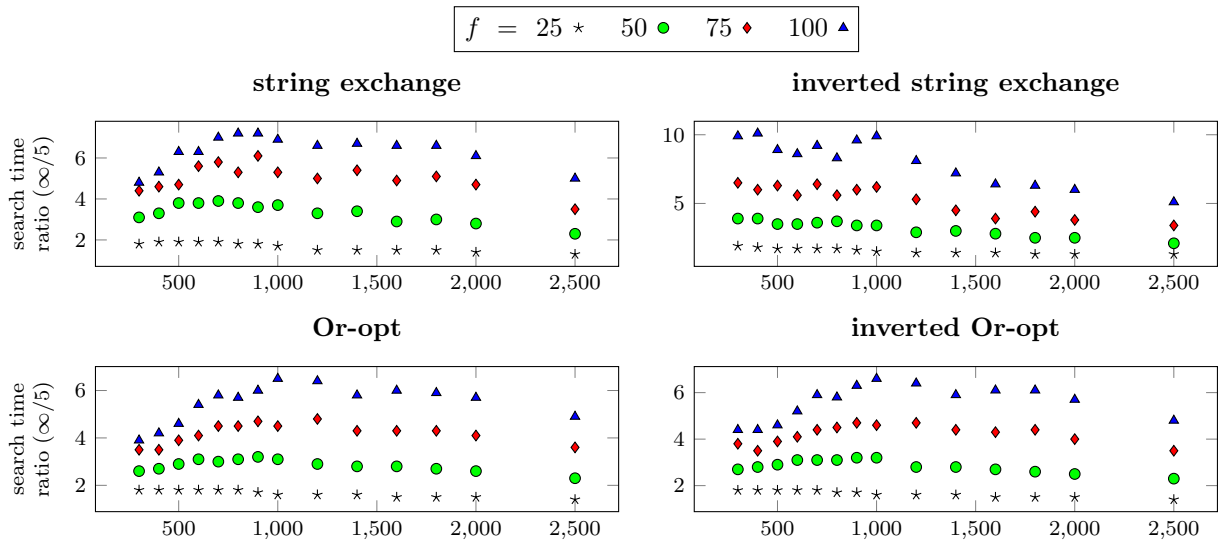 f = 25 50 75 100
string exchange
inverted string exchange
search time
ratio (∞/5)
6
4
2
10
5
500 1,000 1,500 2,000 2,500
500 1,000 1,500 2,000 2,500
Or-opt
inverted Or-opt
search time
ratio (∞/5)
6
4
2
6
4
2
500 1,000 1,500 2,000 2,500
500 1,000 1,500 2,000 2,500